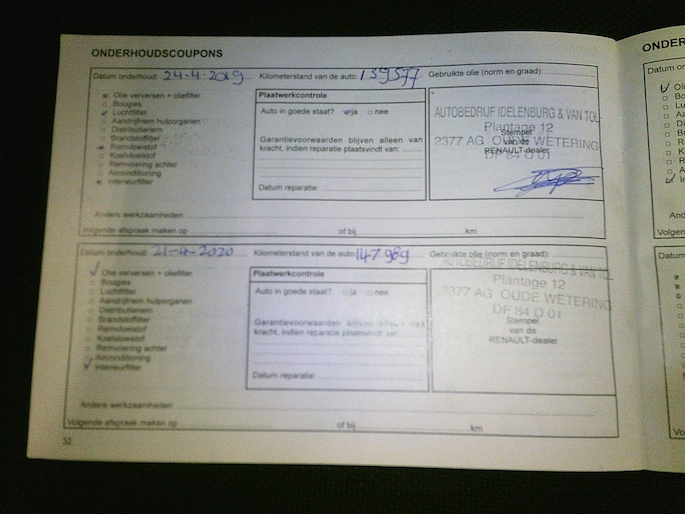 ONDERHOUDSCOUPONS
Datum onderhoud: 24-4-2019 Kilometerstand van de auto: 139577 Gebruikte olie (norm en graad):
Olie verversen + oliefilter
Bougies
Luchtfilter
Aandrijfriem hulporganen
Distributieriem
Brandstoffilter
Remvloeistof
Koelvloeistof
Remvoering achter
Airconditioning
Interieurfilter
Plaatwerkcontrole
Auto in goede staat? ja nee
Garantievoorwaarden blijven alleen van
kracht, indien reparatie plaatsvindt van:
Datum reparatie:
AUTOBEDRIJF IDELENBURG & VAN TOL
Plantage 12
2377 AG OUDE WETERING
DF 84 D 01
Stempel
van de
RENAULT-dealer
Andere werkzaamheden:
Volgende afspraak maken op of bij km
Datum onderhoud: 21-4-2020 Kilometerstand van de auto: 147989 Gebruikte olie (norm en graad):
Olie verversen + oliefilter
Bougies
Luchtfilter
Aandrijfriem hulporganen
Distributieriem
Brandstoffilter
Remvloeistof
Koelvloeistof
Remvoering achter
Airconditioning
Interieurfilter
Plaatwerkcontrole
Auto in goede staat? ja nee
Garantievoorwaarden blijven alleen van
kracht, indien reparatie plaatsvindt van:
Datum reparatie:
AUTOBEDRIJF IDELENBURG & VAN TOL
Plantage 12
2377 AG OUDE WETERING
DF 84 D 01
Stempel
van de
RENAULT-dealer
Andere werkzaamheden:
Volgende afspraak maken op of bij km
32
ONDER
Datum
Volgen
Datum